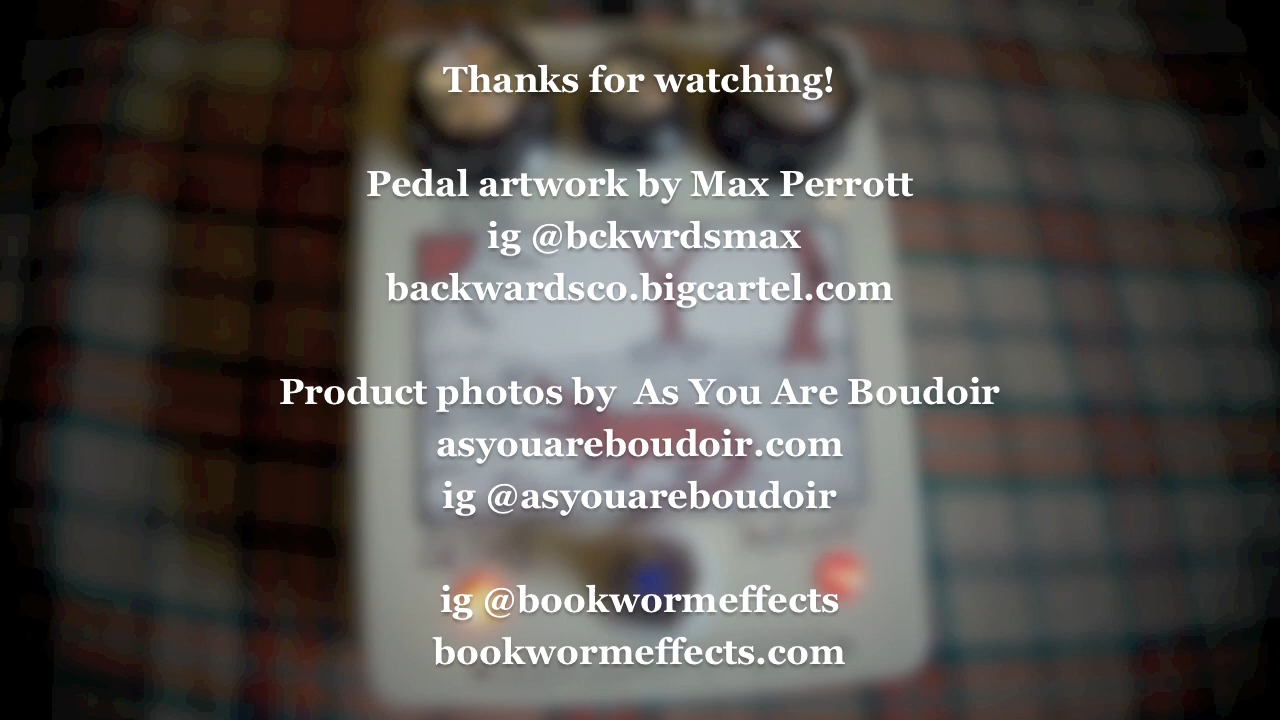 Thanks for watching!
Pedal artwork by Max Perrott
ig @bckwrdsmax
backwardsco.bigcartel.com
Product photos by  As You Are Boudoir
asyouareboudoir.com
ig @asyouareboudoir
ig @bookwormeffects
bookwormeffects.com